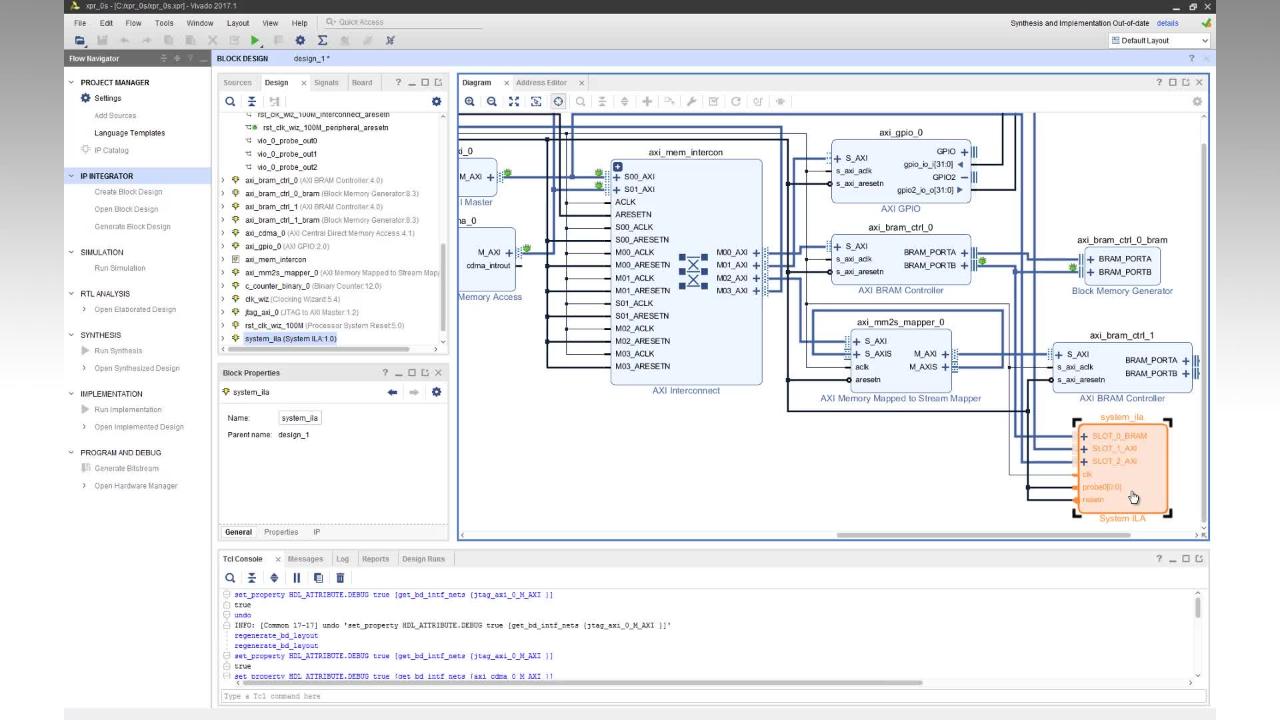 xpr_0s - [C:/xpr_0s/xpr_0s.xpr] - Vivado 2017.1
File Edit Flow Tools Window Layout View Help Quick Access
Synthesis and Implementation Out-of-date details
Default Layout
Flow Navigator
PROJECT MANAGER
Settings
Add Sources
Language Templates
IP Catalog
IP INTEGRATOR
Create Block Design
Open Block Design
Generate Block Design
SIMULATION
Run Simulation
RTL ANALYSIS
Open Elaborated Design
SYNTHESIS
Run Synthesis
Open Synthesized Design
IMPLEMENTATION
Run Implementation
Open Implemented Design
PROGRAM AND DEBUG
Generate Bitstream
Open Hardware Manager
BLOCK DESIGN design_1 *
Sources Design Signals Board
rst_clk_wiz_100M_interconnect_aresetn
rst_clk_wiz_100M_peripheral_aresetn
vio_0_probe_out0
vio_0_probe_out1
vio_0_probe_out2
axi_bram_ctrl_0 (AXI BRAM Controller:4.0)
axi_bram_ctrl_0_bram (Block Memory Generator:8.3)
axi_bram_ctrl_1 (AXI BRAM Controller:4.0)
axi_bram_ctrl_1_bram (Block Memory Generator:8.3)
axi_cdma_0 (AXI Central Direct Memory Access:4.1)
axi_gpio_0 (AXI GPIO:2.0)
axi_mem_intercon
axi_mm2s_mapper_0 (AXI Memory Mapped to Stream Mapp
c_counter_binary_0 (Binary Counter:12.0)
clk_wiz (Clocking Wizard:5.4)
jtag_axi_0 (JTAG to AXI Master:1.2)
rst_clk_wiz_100M (Processor System Reset:5.0)
system_ila (System ILA:1.0)
Block Properties
system_ila
Name: system_ila
Parent name: design_1
General Properties IP
Diagram Address Editor
i_0
M_AXI
I Master
na_0
M_AXI
cdma_introut
Memory Access
axi_mem_intercon
S00_AXI
S01_AXI
ACLK
ARESETN
S00_ACLK
S00_ARESETN
M00_ACLK M00_AXI
M00_ARESETN M01_AXI
M01_ACLK M02_AXI
M01_ARESETN M03_AXI
S01_ACLK
S01_ARESETN
M02_ACLK
M02_ARESETN
M03_ACLK
M03_ARESETN
AXI Interconnect
axi_gpio_0
S_AXI GPIO
s_axi_aclk gpio_io_i[31:0]
s_axi_aresetn GPIO2
gpio2_io_o[31:0]
AXI GPIO
axi_bram_ctrl_0
S_AXI BRAM_PORTA
s_axi_aclk BRAM_PORTB
s_axi_aresetn
AXI BRAM Controller
axi_bram_ctrl_0_bram
BRAM_PORTA
BRAM_PORTB
Block Memory Generator
axi_mm2s_mapper_0
S_AXI
S_AXIS M_AXI
aclk M_AXIS
aresetn
AXI Memory Mapped to Stream Mapper
axi_bram_ctrl_1
S_AXI BRAM_PORTA
s_axi_aclk BRAM_PORTB
s_axi_aresetn
AXI BRAM Controller
system_ila
SLOT_0_BRAM
SLOT_1_AXI
SLOT_2_AXI
clk
probe0[0:0]
resetn
System ILA
Tcl Console Messages Log Reports Design Runs
set_property HDL_ATTRIBUTE.DEBUG true [get_bd_intf_nets {jtag_axi_0_M_AXI }]
true
undo
INFO: [Common 17-17] undo 'set_property HDL_ATTRIBUTE.DEBUG true [get_bd_intf_nets {jtag_axi_0_M_AXI }]'
regenerate_bd_layout
regenerate_bd_layout
set_property HDL_ATTRIBUTE.DEBUG true [get_bd_intf_nets {jtag_axi_0_M_AXI }]
true
set_property HDL_ATTRIBUTE.DEBUG true [get_bd_intf_nets {axi_cdma_0_M_AXI }]
Type a Tcl command here